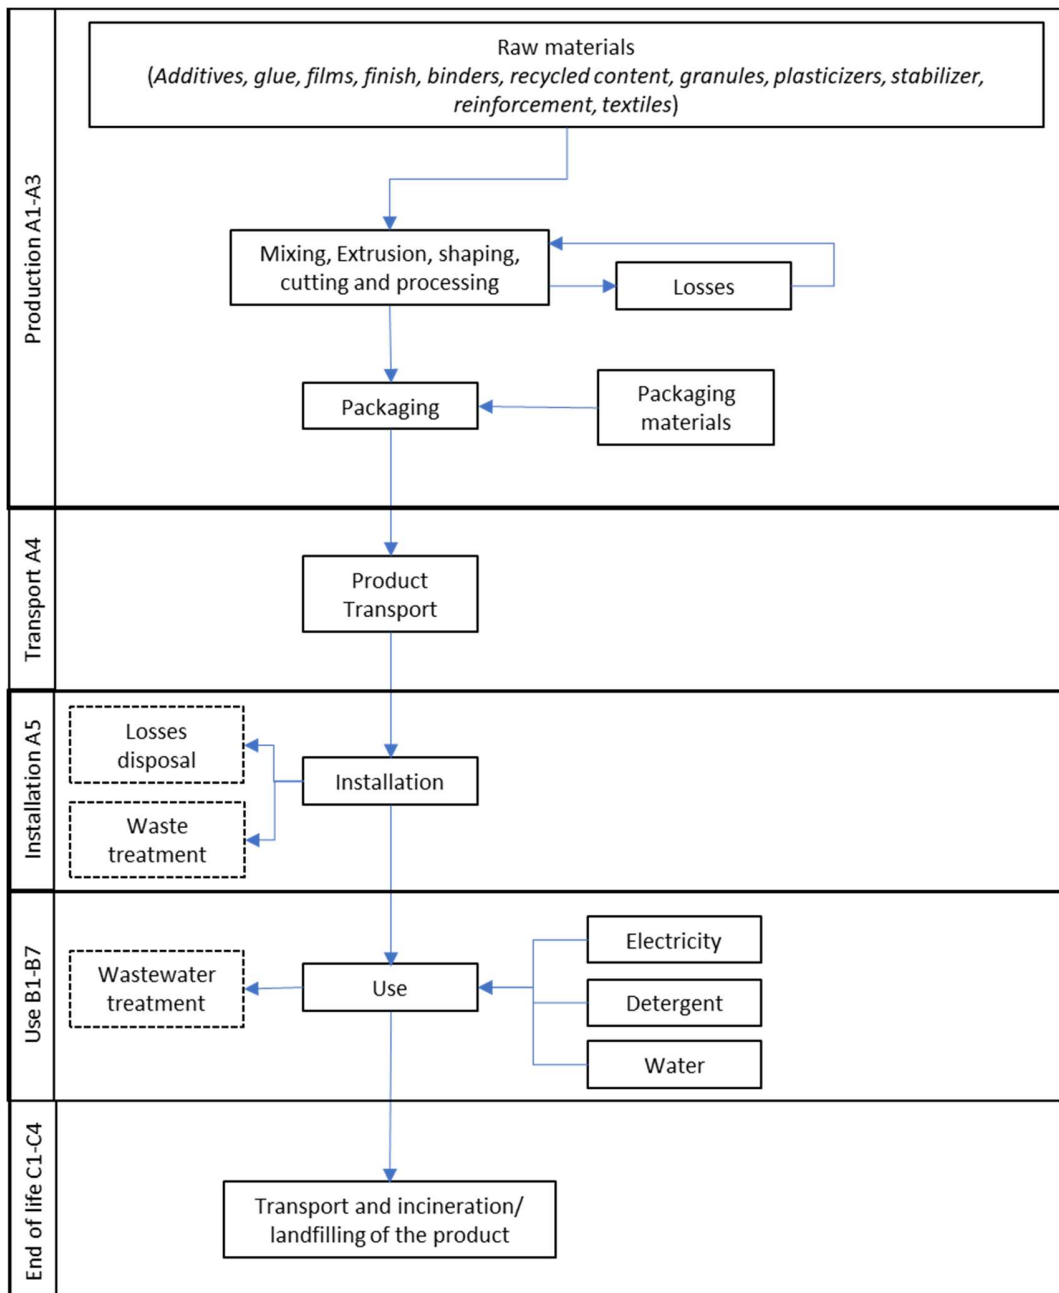 Production A1-A3
Raw materials
(Additives, glue, films, finish, binders, recycled content, granules, plasticizers, stabilizer,
reinforcement, textiles)
Mixing, Extrusion, shaping,
cutting and processing
Losses
Packaging
Packaging
materials
Transport A4
Product
Transport
Installation A5
Losses
disposal
Installation
Waste
treatment
Use B1-B7
Wastewater
treatment
Use
Electricity
Detergent
Water
End of life C1-C4
Transport and incineration/
landfilling of the product